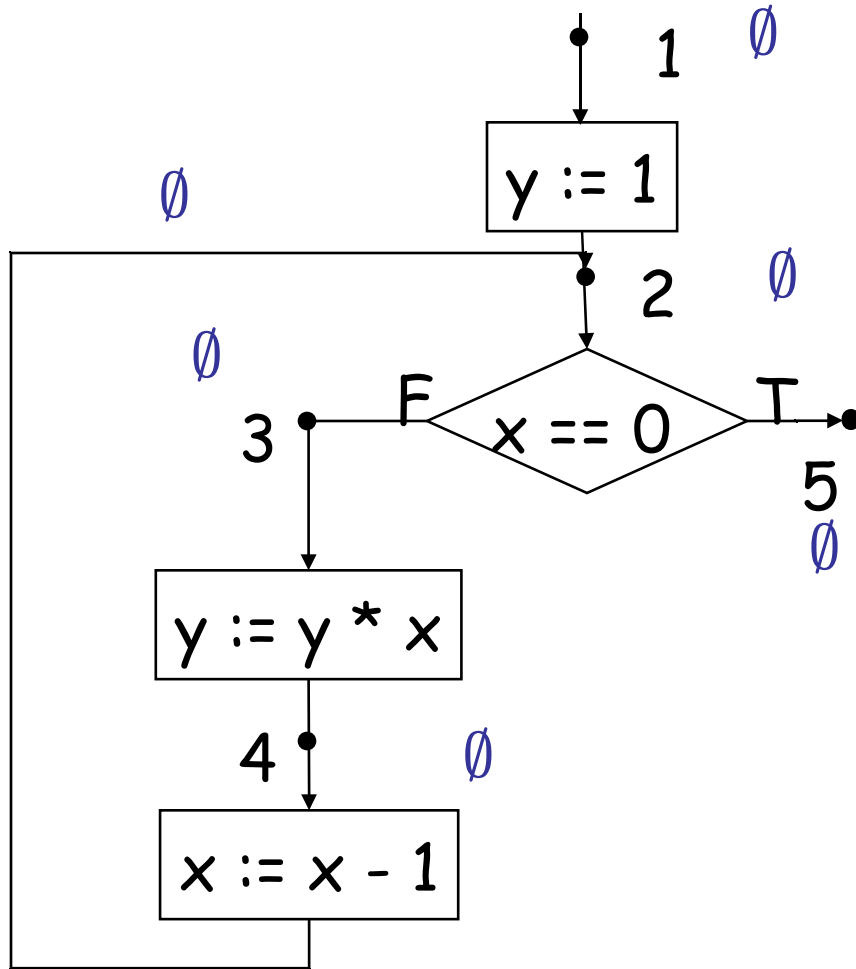 1 ∅
y := 1
∅
2 ∅
∅
F T
3 x == 0
5
∅
y := y * x
4 ∅
x := x - 1